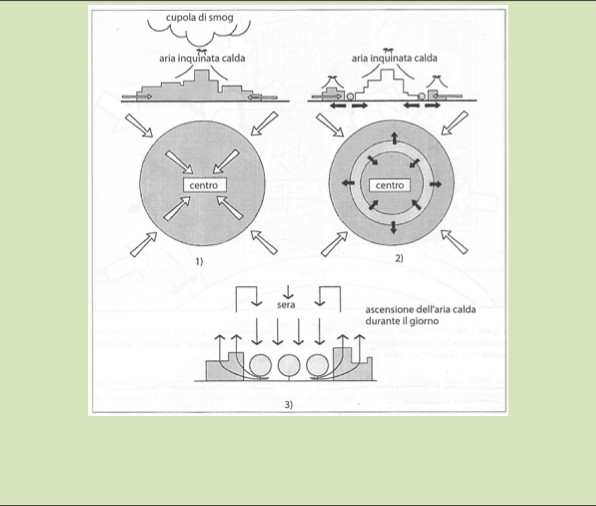 cupola di smog
aria inquinata calda
aria inquinata calda
centro
centro
1)
2)
sera
ascensione dell'aria calda
durante il giorno
3)